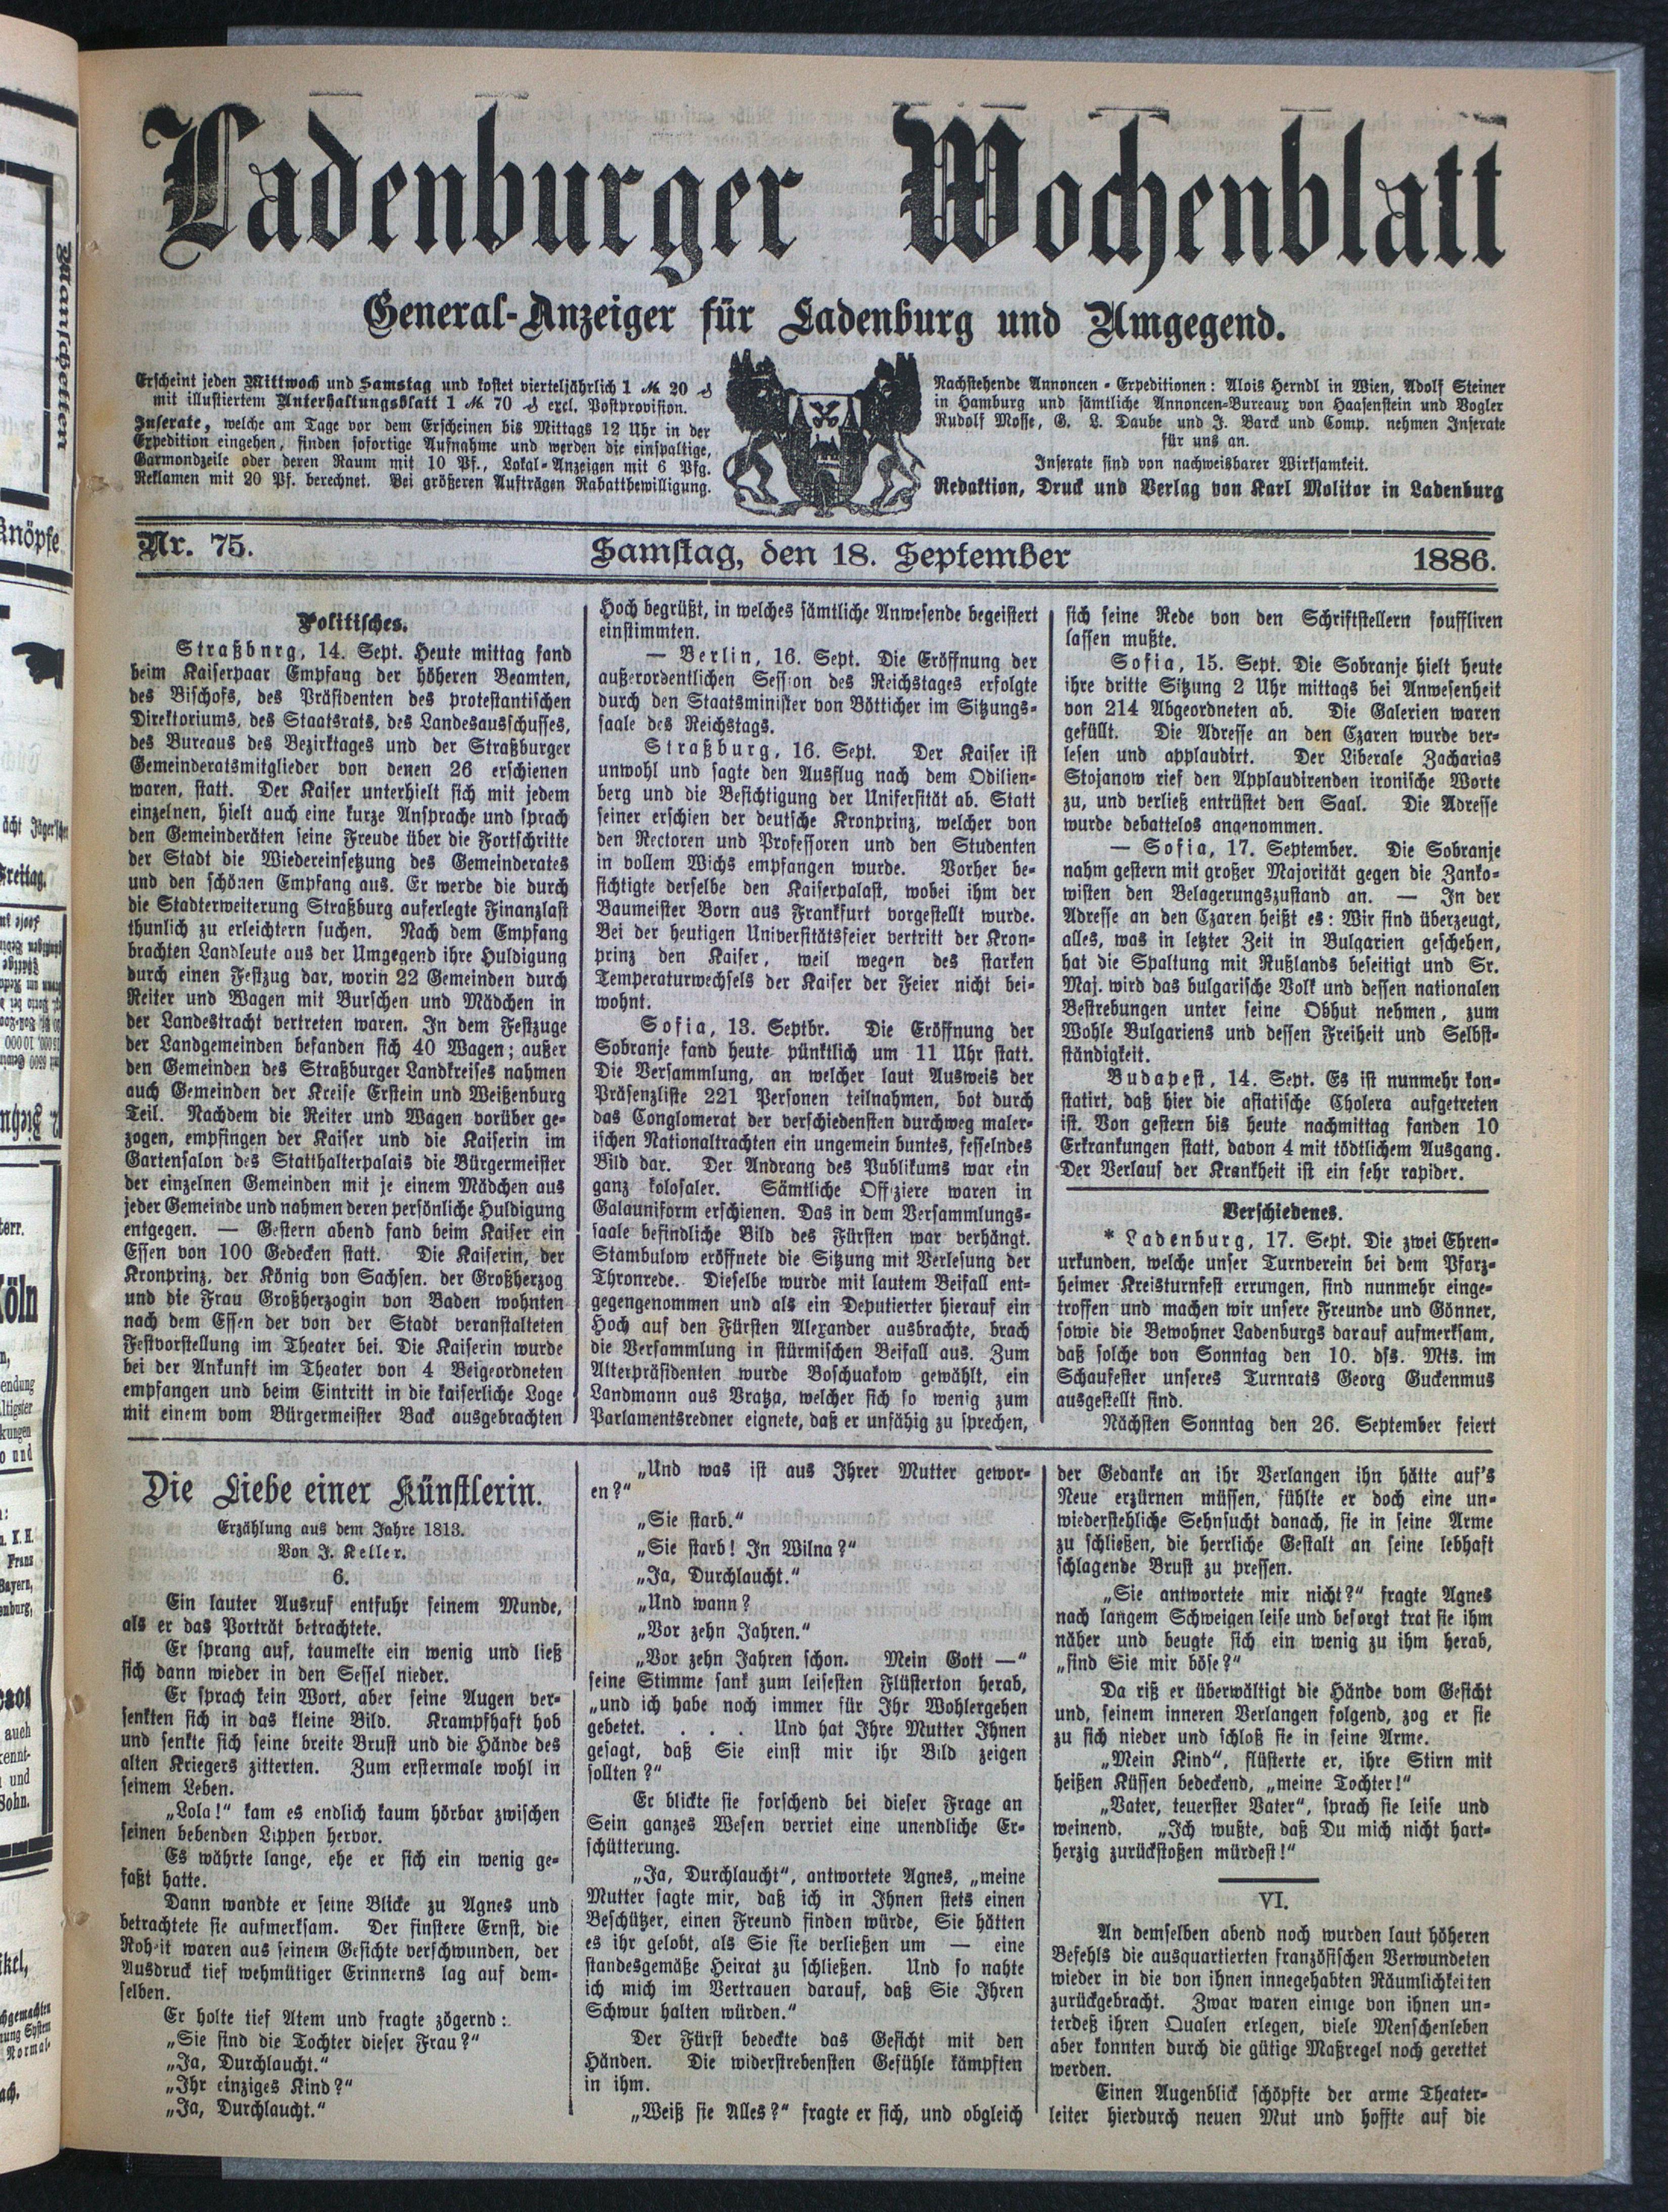 Ladenburger Wochenblatt
General-Anzeiger für Ladenburg und Umgegend.
Erscheint jeden Mittwoch und Samstag und kostet vierteljährlich 1 M. 20 ₰
mit illustiertem Unterhaltungsblatt 1 M. 70 ₰ excl. Postprovision.
Inserate, welche am Tage vor dem Erscheinen bis Mittags 12 Uhr in der
Expedition eingehen, finden sofortige Aufnahme und werden die einspaltige,
Garmondzeile oder deren Raum mit 10 Pf., Lokal-Anzeigen mit 6 Pfg.
Reklamen mit 20 Pf. berechnet. Bei größeren Aufträgen Rabattbewilligung.
Nachstehende Annoncen-Expeditionen: Alois Herndl in Wien, Adolf Steiner
in Hamburg und sämtliche Annoncen-Bureaux von Haasenstein und Vogler
Rudolf Mosse, G. L. Daube und J. Barck und Comp. nehmen Inserate
für uns an.
Inserate sind von nachweisbarer Wirksamkeit.
Redaktion, Druck und Verlag von Karl Molitor in Ladenburg
Nr. 75.
Samstag, den 18. September
1886.
Politisches.
Straßbnrg, 14. Sept. Heute mittag fand
beim Kaiserpaar Empfang der höheren Beamten,
des Bischofs, des Präsidenten des protestantischen
Direktoriums, des Staatsrats, des Landesausschusses,
des Bureaus des Bezirktages und der Straßburger
Gemeinderatsmitglieder von denen 26 erschienen
waren, statt. Der Kaiser unterhielt sich mit jedem
einzelnen, hielt auch eine kurze Ansprache und sprach
den Gemeinderäten seine Freude über die Fortschritte
der Stadt die Wiedereinsetzung des Gemeinderates
und den schönen Empfang aus. Er werde die durch
die Stadterweiterung Straßburg auferlegte Finanzlast
thunlich zu erleichtern suchen. Nach dem Empfang
brachten Landleute aus der Umgegend ihre Huldigung
durch einen Festzug dar, worin 22 Gemeinden durch
Reiter und Wagen mit Burschen und Mädchen in
der Landestracht vertreten waren. In dem Festzuge
der Landgemeinden befanden sich 40 Wagen; außer
den Gemeinden des Straßburger Landkreises nahmen
auch Gemeinden der Kreise Erstein und Weißenburg
Teil. Nachdem die Reiter und Wagen vorüber ge-
zogen, empfingen der Kaiser und die Kaiserin im
Gartensalon des Statthalterpalais die Bürgermeister
der einzelnen Gemeinden mit je einem Mädchen aus
jeder Gemeinde und nahmen deren persönliche Huldigung
entgegen. — Gestern abend fand beim Kaiser ein
Essen von 100 Gedecken statt. Die Kaiserin, der
Kronprinz, der König von Sachsen. der Großherzog
und die Frau Großherzogin von Baden wohnten
nach dem Essen der von der Stadt veranstalteten
Festvorstellung im Theater bei. Die Kaiserin wurde
bei der Ankunft im Theater von 4 Beigeordneten
empfangen und beim Eintritt in die kaiserliche Loge
mit einem vom Bürgermeister Back ausgebrachten
Hoch begrüßt, in welches sämtliche Anwesende begeistert
einstimmten.
— Berlin, 16. Sept. Die Eröffnung der
außerordentlichen Session des Reichstages erfolgte
durch den Staatsminister von Bötticher im Sitzungs-
saale des Reichstags.
Straßburg, 16. Sept. Der Kaiser ist
unwohl und sagte den Ausflug nach dem Odilien-
berg und die Besichtigung der Unifersität ab. Statt
seiner erschien der deutsche Kronprinz, welcher von
den Rectoren und Professoren und den Studenten
in vollem Wichs empfangen wurde. Vorher be-
sichtigte derselbe den Kaiserpalast, wobei ihm der
Baumeister Born aus Frankfurt vorgestellt wurde.
Bei der heutigen Universitätsfeier vertritt der Kron-
prinz den Kaiser, weil wegen des starken
Temperaturwechsels der Kaiser der Feier nicht bei-
wohnt.
Sofia, 13. Septbr. Die Eröffnung der
Sobranje fand heute pünktlich um 11 Uhr statt.
Die Versammlung, an welcher laut Ausweis der
Präsenzliste 221 Personen teilnahmen, bot durch
das Conglomerat der verschiedensten durchweg maler-
ischen Nationaltrachten ein ungemein buntes, fesselndes
Bild dar. Der Andrang des Publikums war ein
ganz kolosaler. Sämtliche Offiziere waren in
Galauniform erschienen. Das in dem Versammlungs-
saale befindliche Bild des Fürsten war verhängt.
Stambulow eröffnete die Sitzung mit Verlesung der
Thronrede. Dieselbe wurde mit lautem Beifall ent-
gegengenommen und als ein Deputierter hierauf ein
Hoch auf den Fürsten Alexander ausbrachte, brach
die Versammlung in stürmischen Beifall aus. Zum
Alterpräsidenten wurde Boschuakow gewählt, ein
Landmann aus Vratza, welcher sich so wenig zum
Parlamentsredner eignete, daß er unfähig zu sprechen,
sich seine Rede von den Schriftstellern souffliren
lassen mußte.
Sofia, 15. Sept. Die Sobranje hielt heute
ihre dritte Sitzung 2 Uhr mittags bei Anwesenheit
von 214 Abgeordneten ab. Die Galerien waren
gefüllt. Die Adresse an den Czaren wurde ver-
lesen und applaudirt. Der Liberale Zacharias
Stojanow rief den Applaudirenden ironische Worte
zu, und verließ entrüstet den Saal. Die Adresse
wurde debattelos angenommen.
— Sofia, 17. September. Die Sobranje
nahm gestern mit großer Majorität gegen die Zanko-
wisten den Belagerungszustand an. — In der
Adresse an den Czaren heißt es: Wir sind überzeugt,
alles, was in letzter Zeit in Bulgarien geschehen,
hat die Spaltung mit Rußlands beseitigt und Sr.
Maj. wird das bulgarische Volk und dessen nationalen
Bestrebungen unter seine Obhut nehmen, zum
Wohle Bulgariens und dessen Freiheit und Selbst-
ständigkeit.
Budapest, 14. Sept. Es ist nunmehr kon-
statirt, daß hier die asiatische Cholera aufgetreten
ist. Von gestern bis heute nachmittag fanden 10
Erkrankungen statt, davon 4 mit tödtlichem Ausgang.
Der Verlauf der Krankheit ist ein sehr rapider.
Verschiedenes.
* Ladenburg, 17. Sept. Die zwei Ehren-
urkunden, welche unser Turnverein bei dem Pforz-
heimer Kreisturnfest errungen, sind nunmehr einge-
troffen und machen wir unsere Freunde und Gönner,
sowie die Bewohner Ladenburgs darauf aufmerksam,
daß solche von Sonntag den 10. dss. Mts. im
Schaufester unseres Turnrats Georg Guckenmus
ausgestellt sind.
Nächsten Sonntag den 26. September feiert
Die Liebe einer Künstlerin.
Erzählung aus dem Jahre 1813.
Von J. Keller.
6.
Ein lauter Ausruf entfuhr seinem Munde,
als er das Porträt betrachtete.
Er sprang auf, taumelte ein wenig und ließ
sich dann wieder in den Sessel nieder.
Er sprach kein Wort, aber seine Augen ver-
senkten sich in das kleine Bild. Krampfhaft hob
und senkte sich seine breite Brust und die Hände des
alten Kriegers zitterten. Zum erstermale wohl in
seinem Leben.
„Lola!“ kam es endlich kaum hörbar zwischen
seinen bebenden Lippen hervor.
Es währte lange, ehe er sich ein wenig ge-
faßt hatte.
Dann wandte er seine Blicke zu Agnes und
betrachtete sie aufmerksam. Der finstere Ernst, die
Roheit waren aus seinem Gesichte verschwunden, der
Ausdruck tief wehmütiger Erinnerns lag auf dem-
selben.
Er holte tief Atem und fragte zögernd:
„Sie sind die Tochter dieser Frau?“
„Ja, Durchlaucht.“
„Ihr einziges Kind?“
„Ja, Durchlaucht.“
„Und was ist aus Ihrer Mutter gewor-
en?“
„Sie starb.“
„Sie starb! In Wilna?“
„Ja, Durchlaucht.“
„Und wann?
„Vor zehn Jahren.“
„Vor zehn Jahren schon. Mein Gott —“
seine Stimme sank zum leisesten Flüsterton herab,
„und ich habe noch immer für Ihr Wohlergehen
gebetet. . . . Und hat Ihre Mutter Ihnen
gesagt, daß Sie einst mir ihr Bild zeigen
sollten?“
Er blickte sie forschend bei dieser Frage an
Sein ganzes Wesen verriet eine unendliche Er-
schütterung.
„Ja, Durchlaucht“, antwortete Agnes, „meine
Mutter sagte mir, daß ich in Ihnen stets einen
Beschützer, einen Freund finden würde, Sie hätten
es ihr gelobt, als Sie sie verließen um — eine
standesgemäße Heirat zu schließen. Und so nahte
ich mich im Vertrauen darauf, daß Sie Ihren
Schwur halten würden.“
Der Fürst bedeckte das Gesicht mit den
Händen. Die widerstrebensten Gefühle kämpften
in ihm.
„Weiß sie Alles?“ fragte er sich, und obgleich
der Gedanke an ihr Verlangen ihn hätte auf's
Neue erzürnen müssen, fühlte er doch eine un-
wiederstehliche Sehnsucht danach, sie in seine Arme
zu schließen, die herrliche Gestalt an seine lebhaft
schlagende Brust zu pressen.
„Sie antwortete mir nicht?“ fragte Agnes
nach langem Schweigen leise und besorgt trat sie ihm
näher und beugte sich ein wenig zu ihm herab,
„sind Sie mir böse?“
Da riß er überwältigt die Hände vom Gesicht
und, seinem inneren Verlangen folgend, zog er sie
zu sich nieder und schloß sie in seine Arme.
„Mein Kind“, flüsterte er, ihre Stirn mit
heißen Küssen bedeckend, „meine Tochter!“
„Vater, teuerster Vater“, sprach sie leise und
weinend. „Ich wußte, daß Du mich nicht hart-
herzig zurückstoßen mürdest!“
VI.
An demselben abend noch wurden laut höheren
Befehls die ausquartierten französischen Verwundeten
wieder in die von ihnen innegehabten Räumlichkeiten
zurückgebracht. Zwar waren einige von ihnen un-
terdeß ihren Qualen erlegen, viele Menschenleben
aber konnten durch die gütige Maßregel noch gerettet
werden.
Einen Augenblick schöpfte der arme Theater-
leiter hierdurch neuen Mut und hoffte auf die